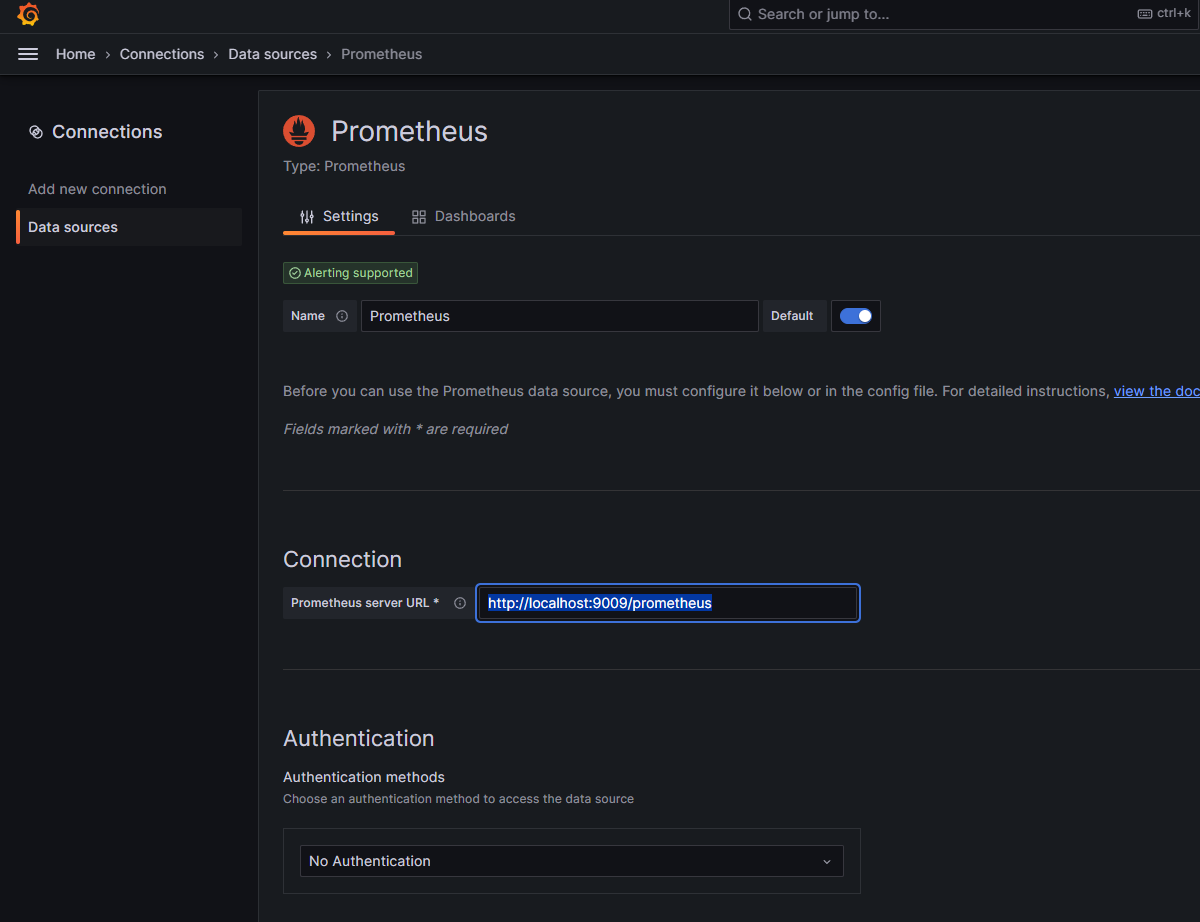 Search or jump to...
ctrl+k
Home › Connections › Data sources › Prometheus
Connections
Add new connection
Data sources
Prometheus
Type: Prometheus
Settings
Dashboards
Alerting supported
Name
Prometheus
Default
Before you can use the Prometheus data source, you must configure it below or in the config file. For detailed instructions, view the doc
Fields marked with * are required
Connection
Prometheus server URL *
http://localhost:9009/prometheus
Authentication
Authentication methods
Choose an authentication method to access the data source
No Authentication